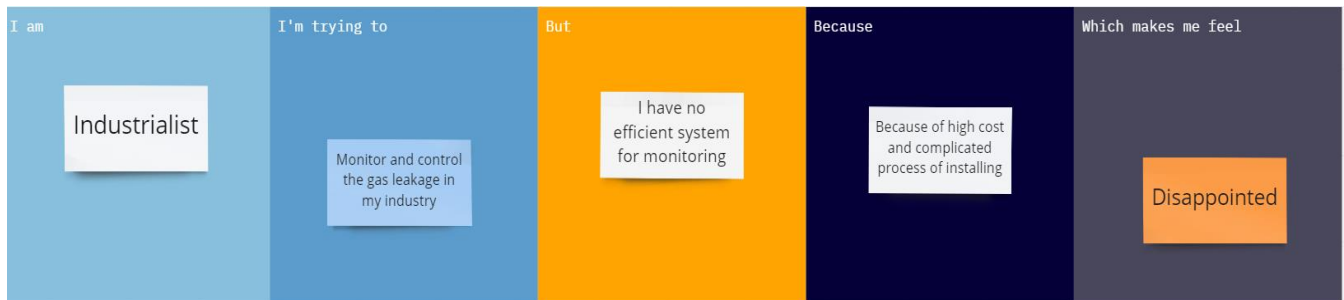 I am
Industrialist
I'm trying to
Monitor and control
the gas leakage in
my industry
But
I have no
efficient system
for monitoring
Because
Because of high cost
and complicated
process of installing
Which makes me feel
Disappointed